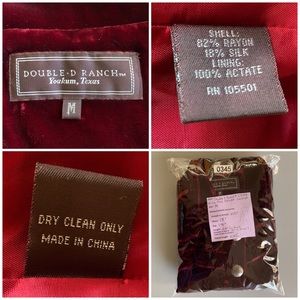 DOUBLE D RANCH™
Yoakum, Texas
M
SHELL:
82% RAYON
18% SILK
LINING:
100% ACTATE
RN 105501
DRY CLEAN ONLY
MADE IN CHINA
0345